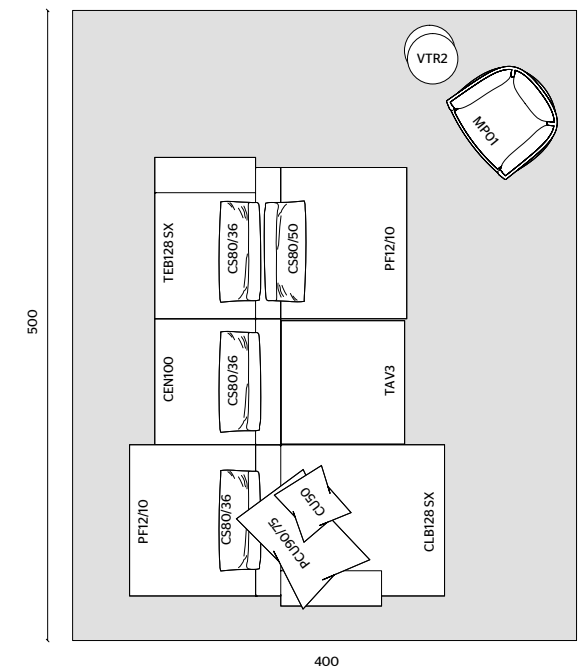 VTR2
MP01
TEB128 SX
CS80/36
CS80/50
PF12/10
500
CEN100
CS80/36
TAV3
PF12/10
CS80/36
PCU90/75
CU50
CLB128 SX
400